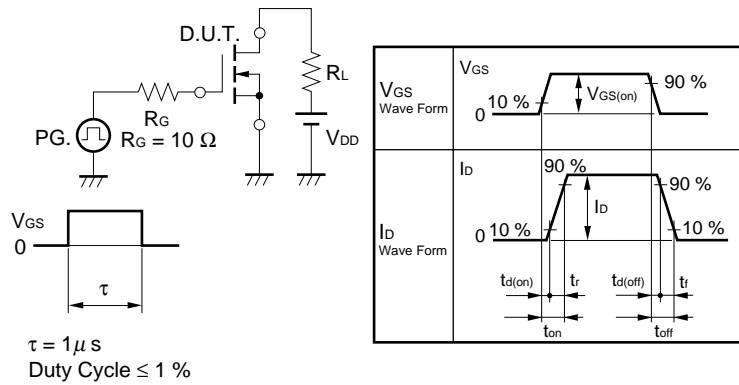 D.U.T.
RL
RG
PG.
RG = 10 Ω
VDD
VGS
0
τ
τ = 1μ s
Duty Cycle ≤ 1 %
VGS
Wave Form
VGS
10 %
0
VGS(on)
90 %
ID
Wave Form
ID
90 %
90 %
ID
0
10 %
10 %
td(on)
tr
td(off)
tf
ton
toff